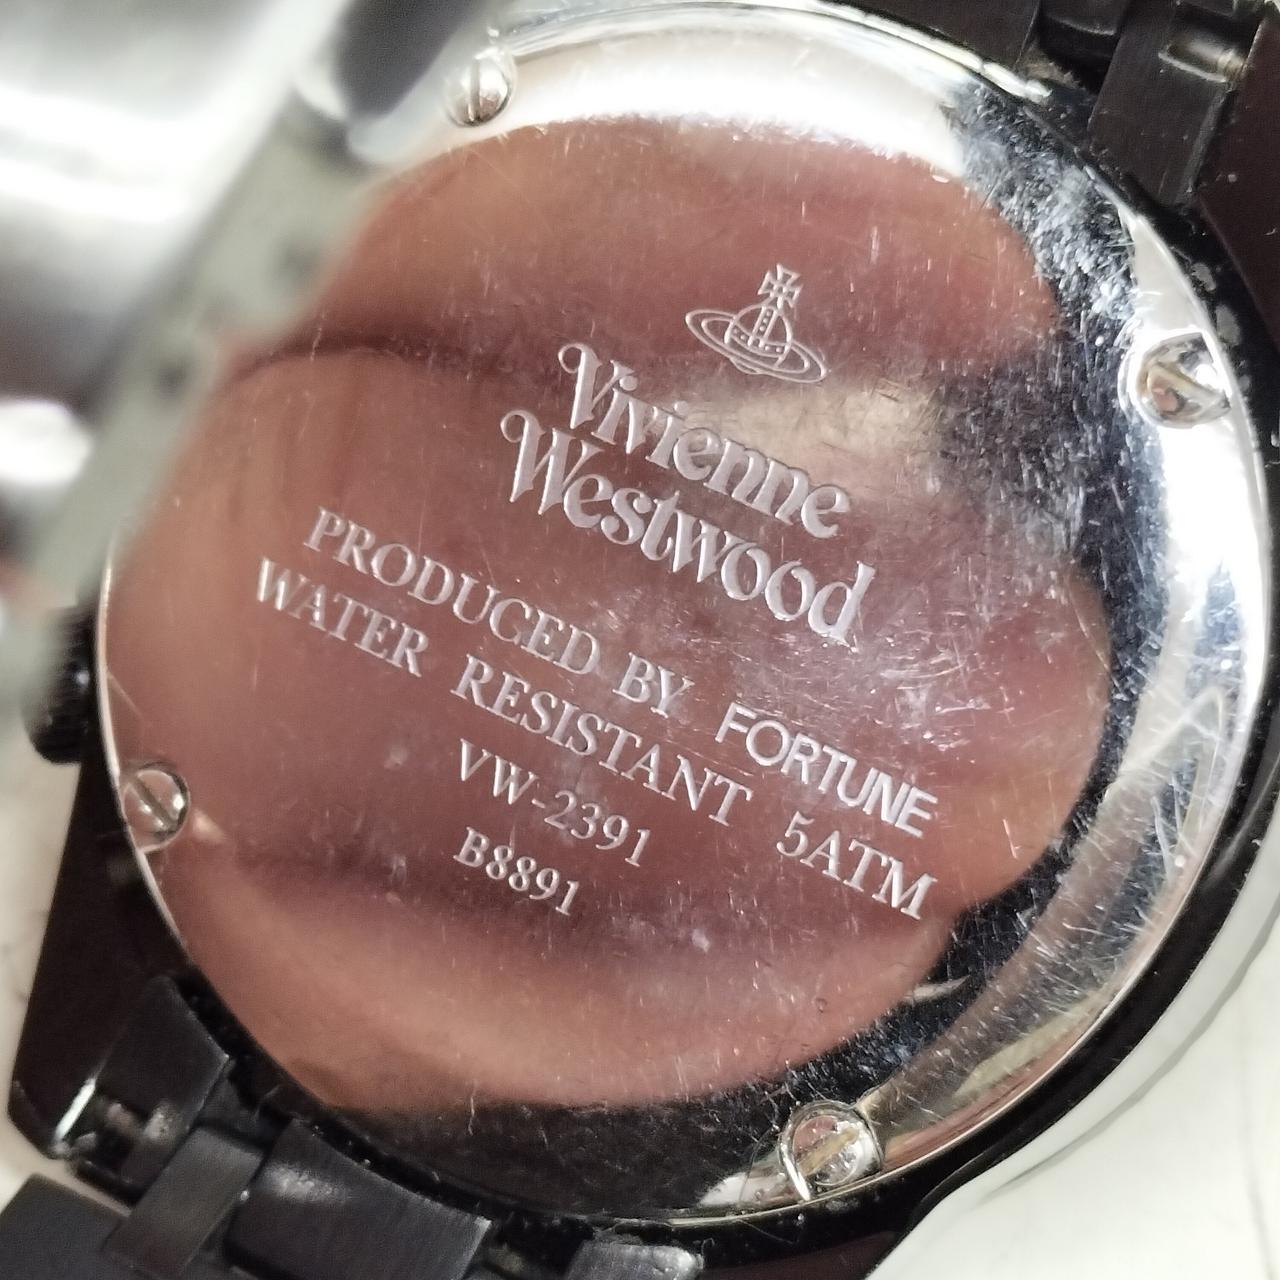 Vivienne
Westwood
PRODUCED BY FORTUNE
WATER RESISTANT 5ATM
VW-2391
B8891